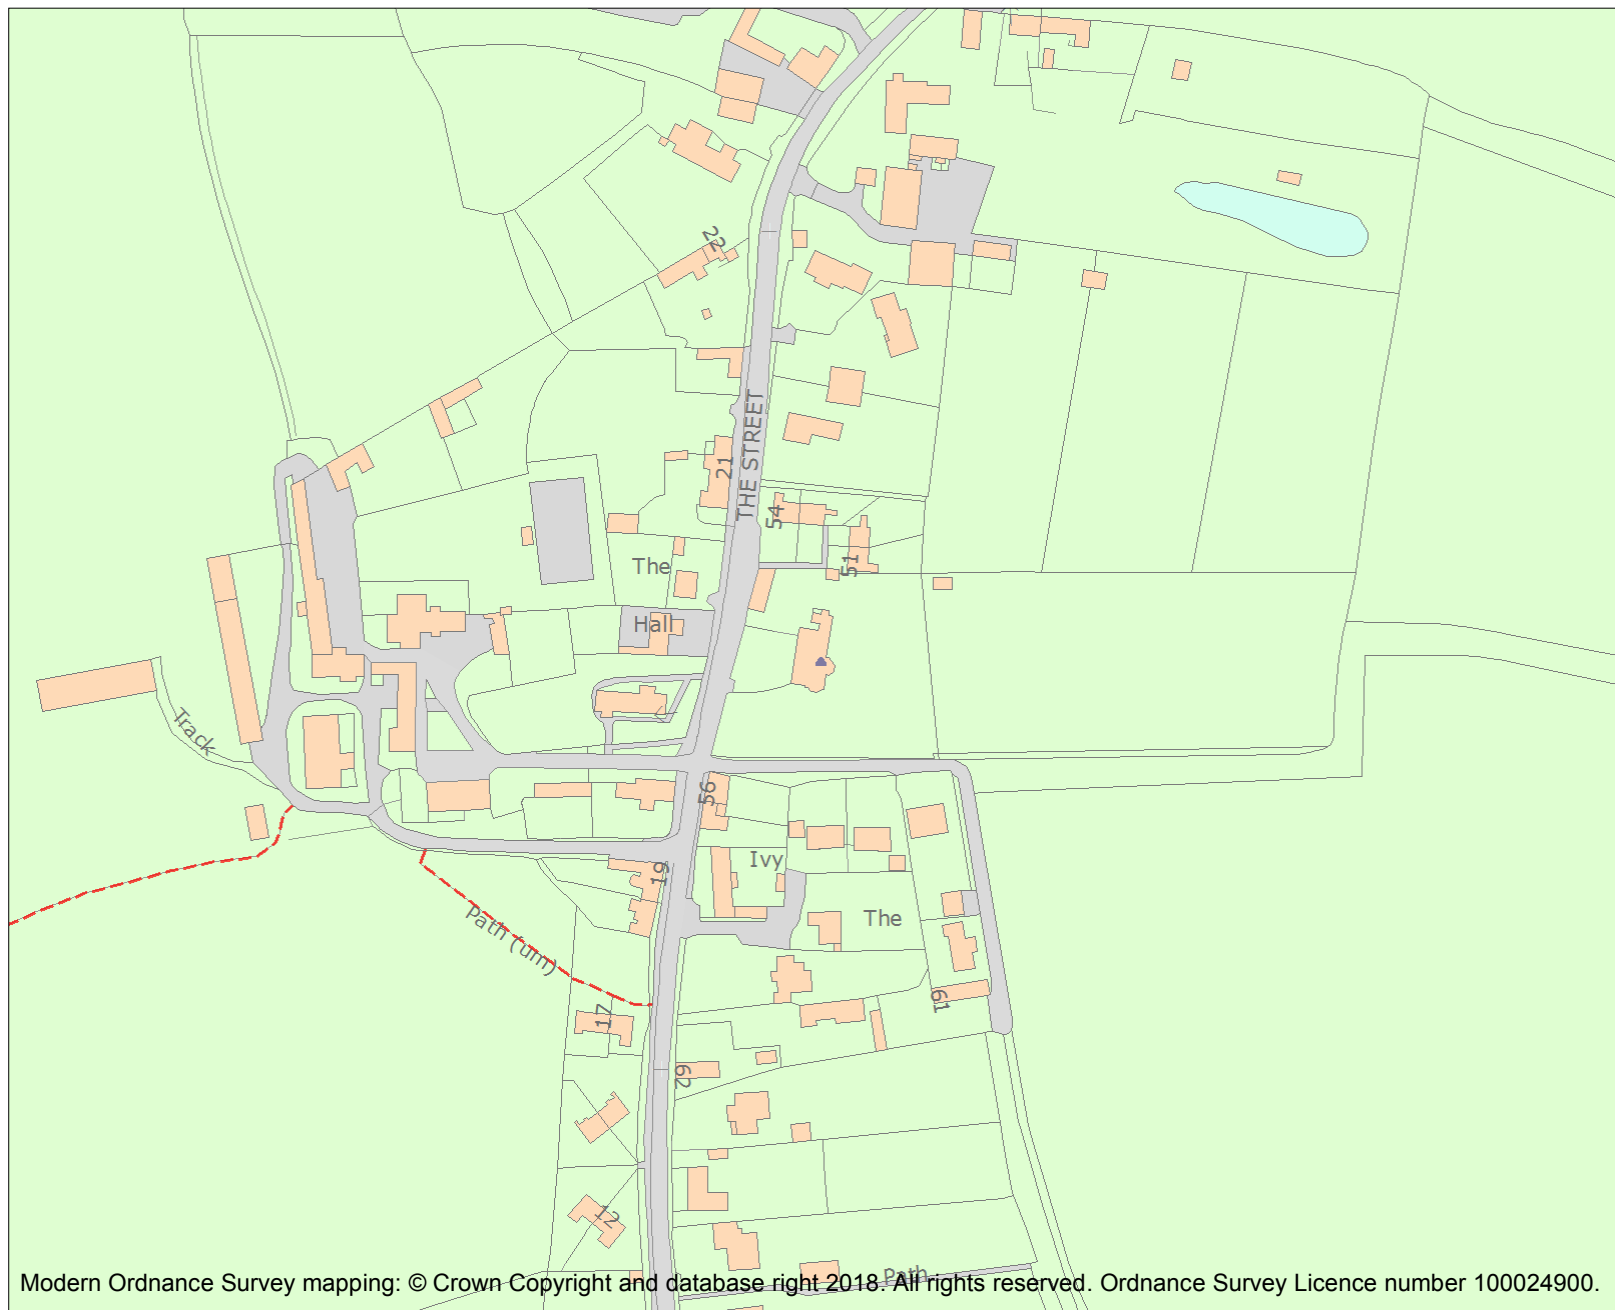 22
THE STREET
21
54
51
The
Hall
Track
56
Ivy
19
The
Path (um)
61
17
62
12
Path
Modern Ordnance Survey mapping: © Crown Copyright and database right 2018. All rights reserved. Ordnance Survey Licence number 100024900.